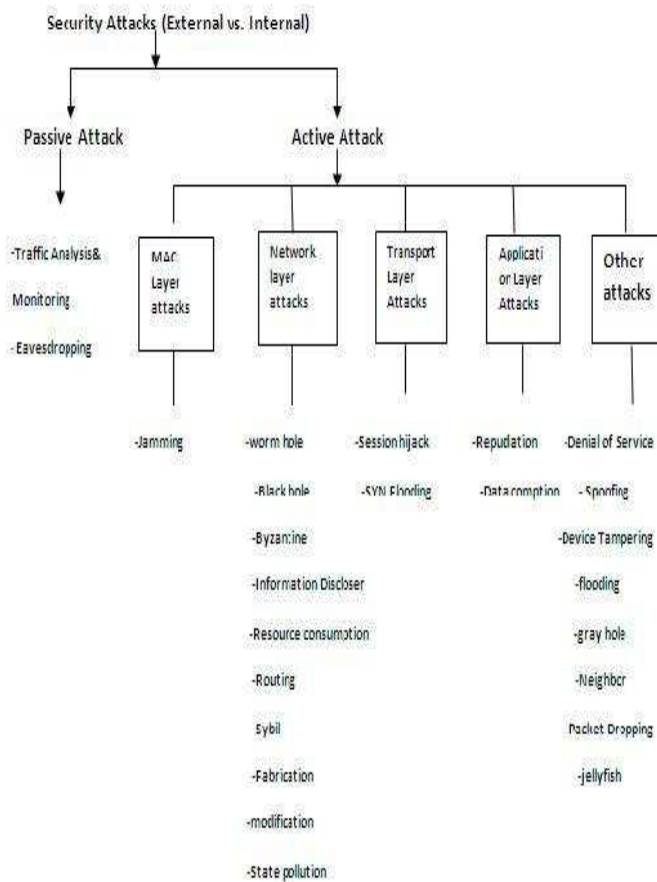 Security Attacks (External vs. Internal)
Passive Attack
Active Attack
-Traffic Analysis&
Monitoring
- Eavesdropping
MAC
Layer
attacks
Network
layer
attacks
Transport
Layer
Attacks
Applicati
on Layer
Attacks
Other
attacks
-Jamming
-worm hole
-Black hole
-Byzantine
-Information Discloser
-Resource consumption
-Routing
Sybil
-Fabrication
-modification
-State pollution
-Session hijack
-SYN Flooding
-Repudation
-Data comption
-Denial of Service
-Spoofing
-Device Tampering
-flooding
-gray hole
-Neighbor
Packet Dropping
-jellyfish